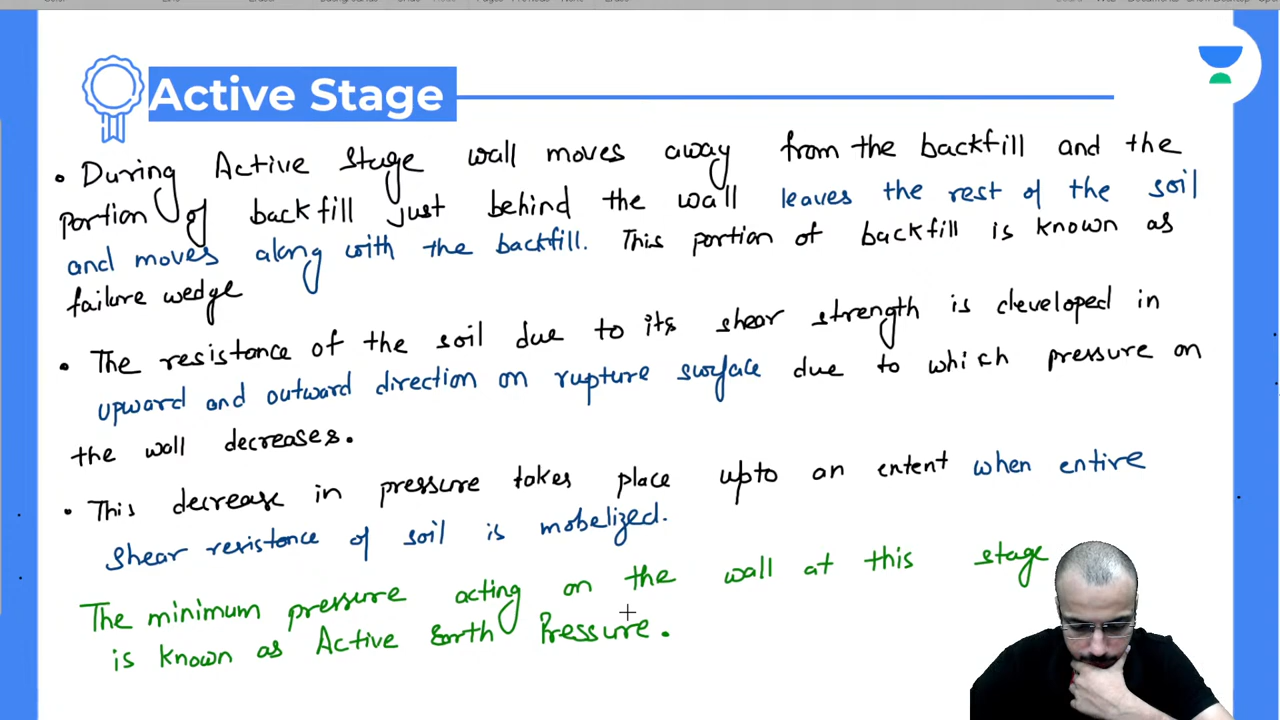 Active Stage
• During Active stage wall moves away from the backfill and the
portion of backfill just behind the wall leaves the rest of the soil
and moves along with the backfill. This portion of backfill is known as
failure wedge
• The resistance of the soil due to its shear strength is developed in
upward and outward direction on rupture surface due to which pressure on
the wall decreases.
• This decrease in pressure takes place upto an entent when entire
shear resistance of soil is mobelized.
The minimum pressure acting on the wall at this stage
is known as Active Earth Pressure.